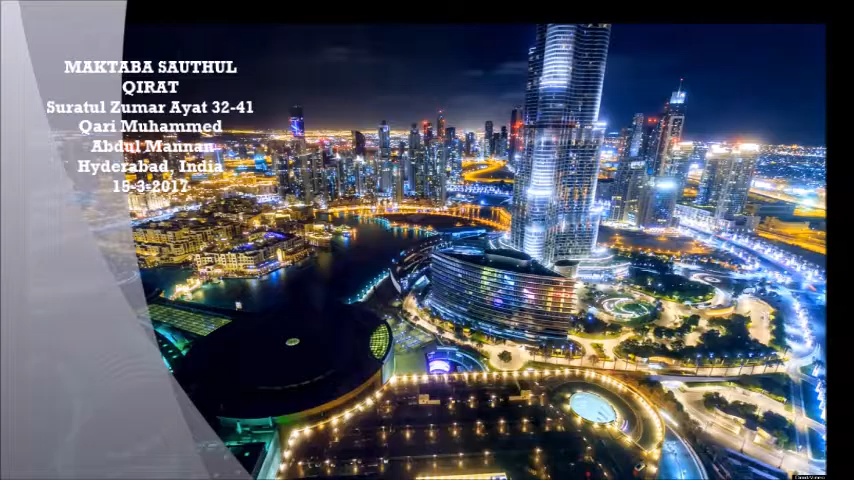 MAKTABA SAUTHUL
QIRAT
Suratul Zumar Ayat 32-41
Qari Muhammed
Abdul Mannan
Hyderabad, India
15-3-2017